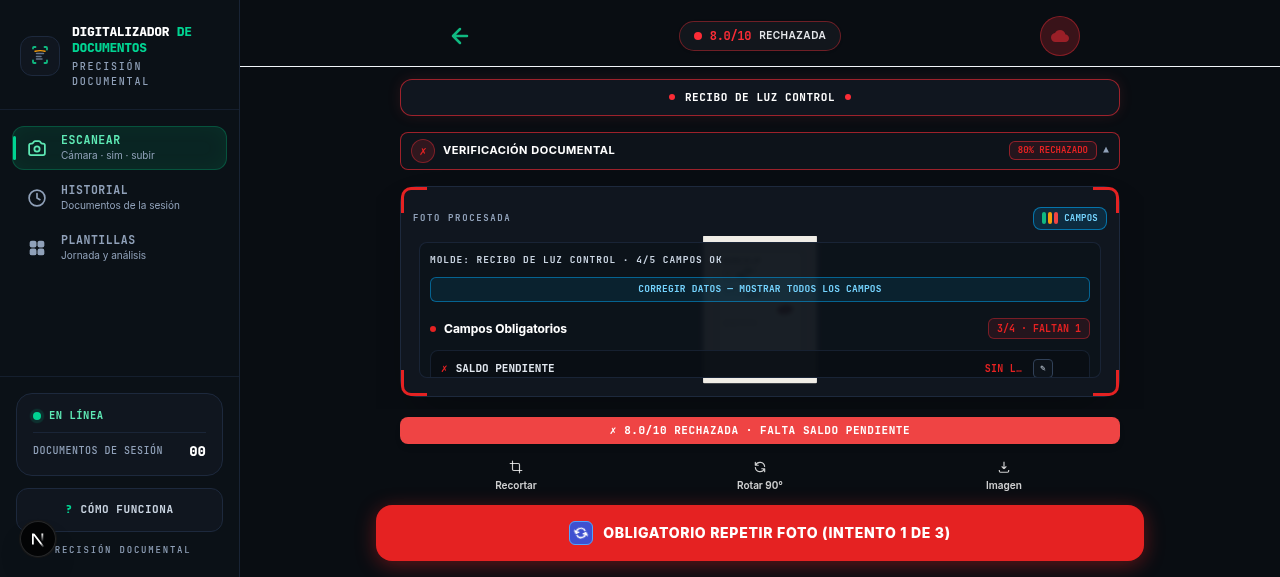 DIGITALIZADOR DE
DOCUMENTOS
PRECISIÓN
DOCUMENTAL
ESCANEAR
Cámara · sim · subir
HISTORIAL
Documentos de la sesión
PLANTILLAS
Jornada y análisis
EN LÍNEA
DOCUMENTOS DE SESIÓN 00
? CÓMO FUNCIONA
N
RECISIÓN DOCUMENTAL
8.0/10 RECHAZADA
RECIBO DE LUZ CONTROL
✗ VERIFICACIÓN DOCUMENTAL 80% RECHAZADO ▲
FOTO PROCESADA CAMPOS
MOLDE: RECIBO DE LUZ CONTROL · 4/5 CAMPOS OK
CORREGIR DATOS — MOSTRAR TODOS LOS CAMPOS
Campos Obligatorios 3/4 · FALTAN 1
✗ SALDO PENDIENTE SIN L… ✎
✗ 8.0/10 RECHAZADA · FALTA SALDO PENDIENTE
Recortar Rotar 90° Imagen
OBLIGATORIO REPETIR FOTO (INTENTO 1 DE 3)